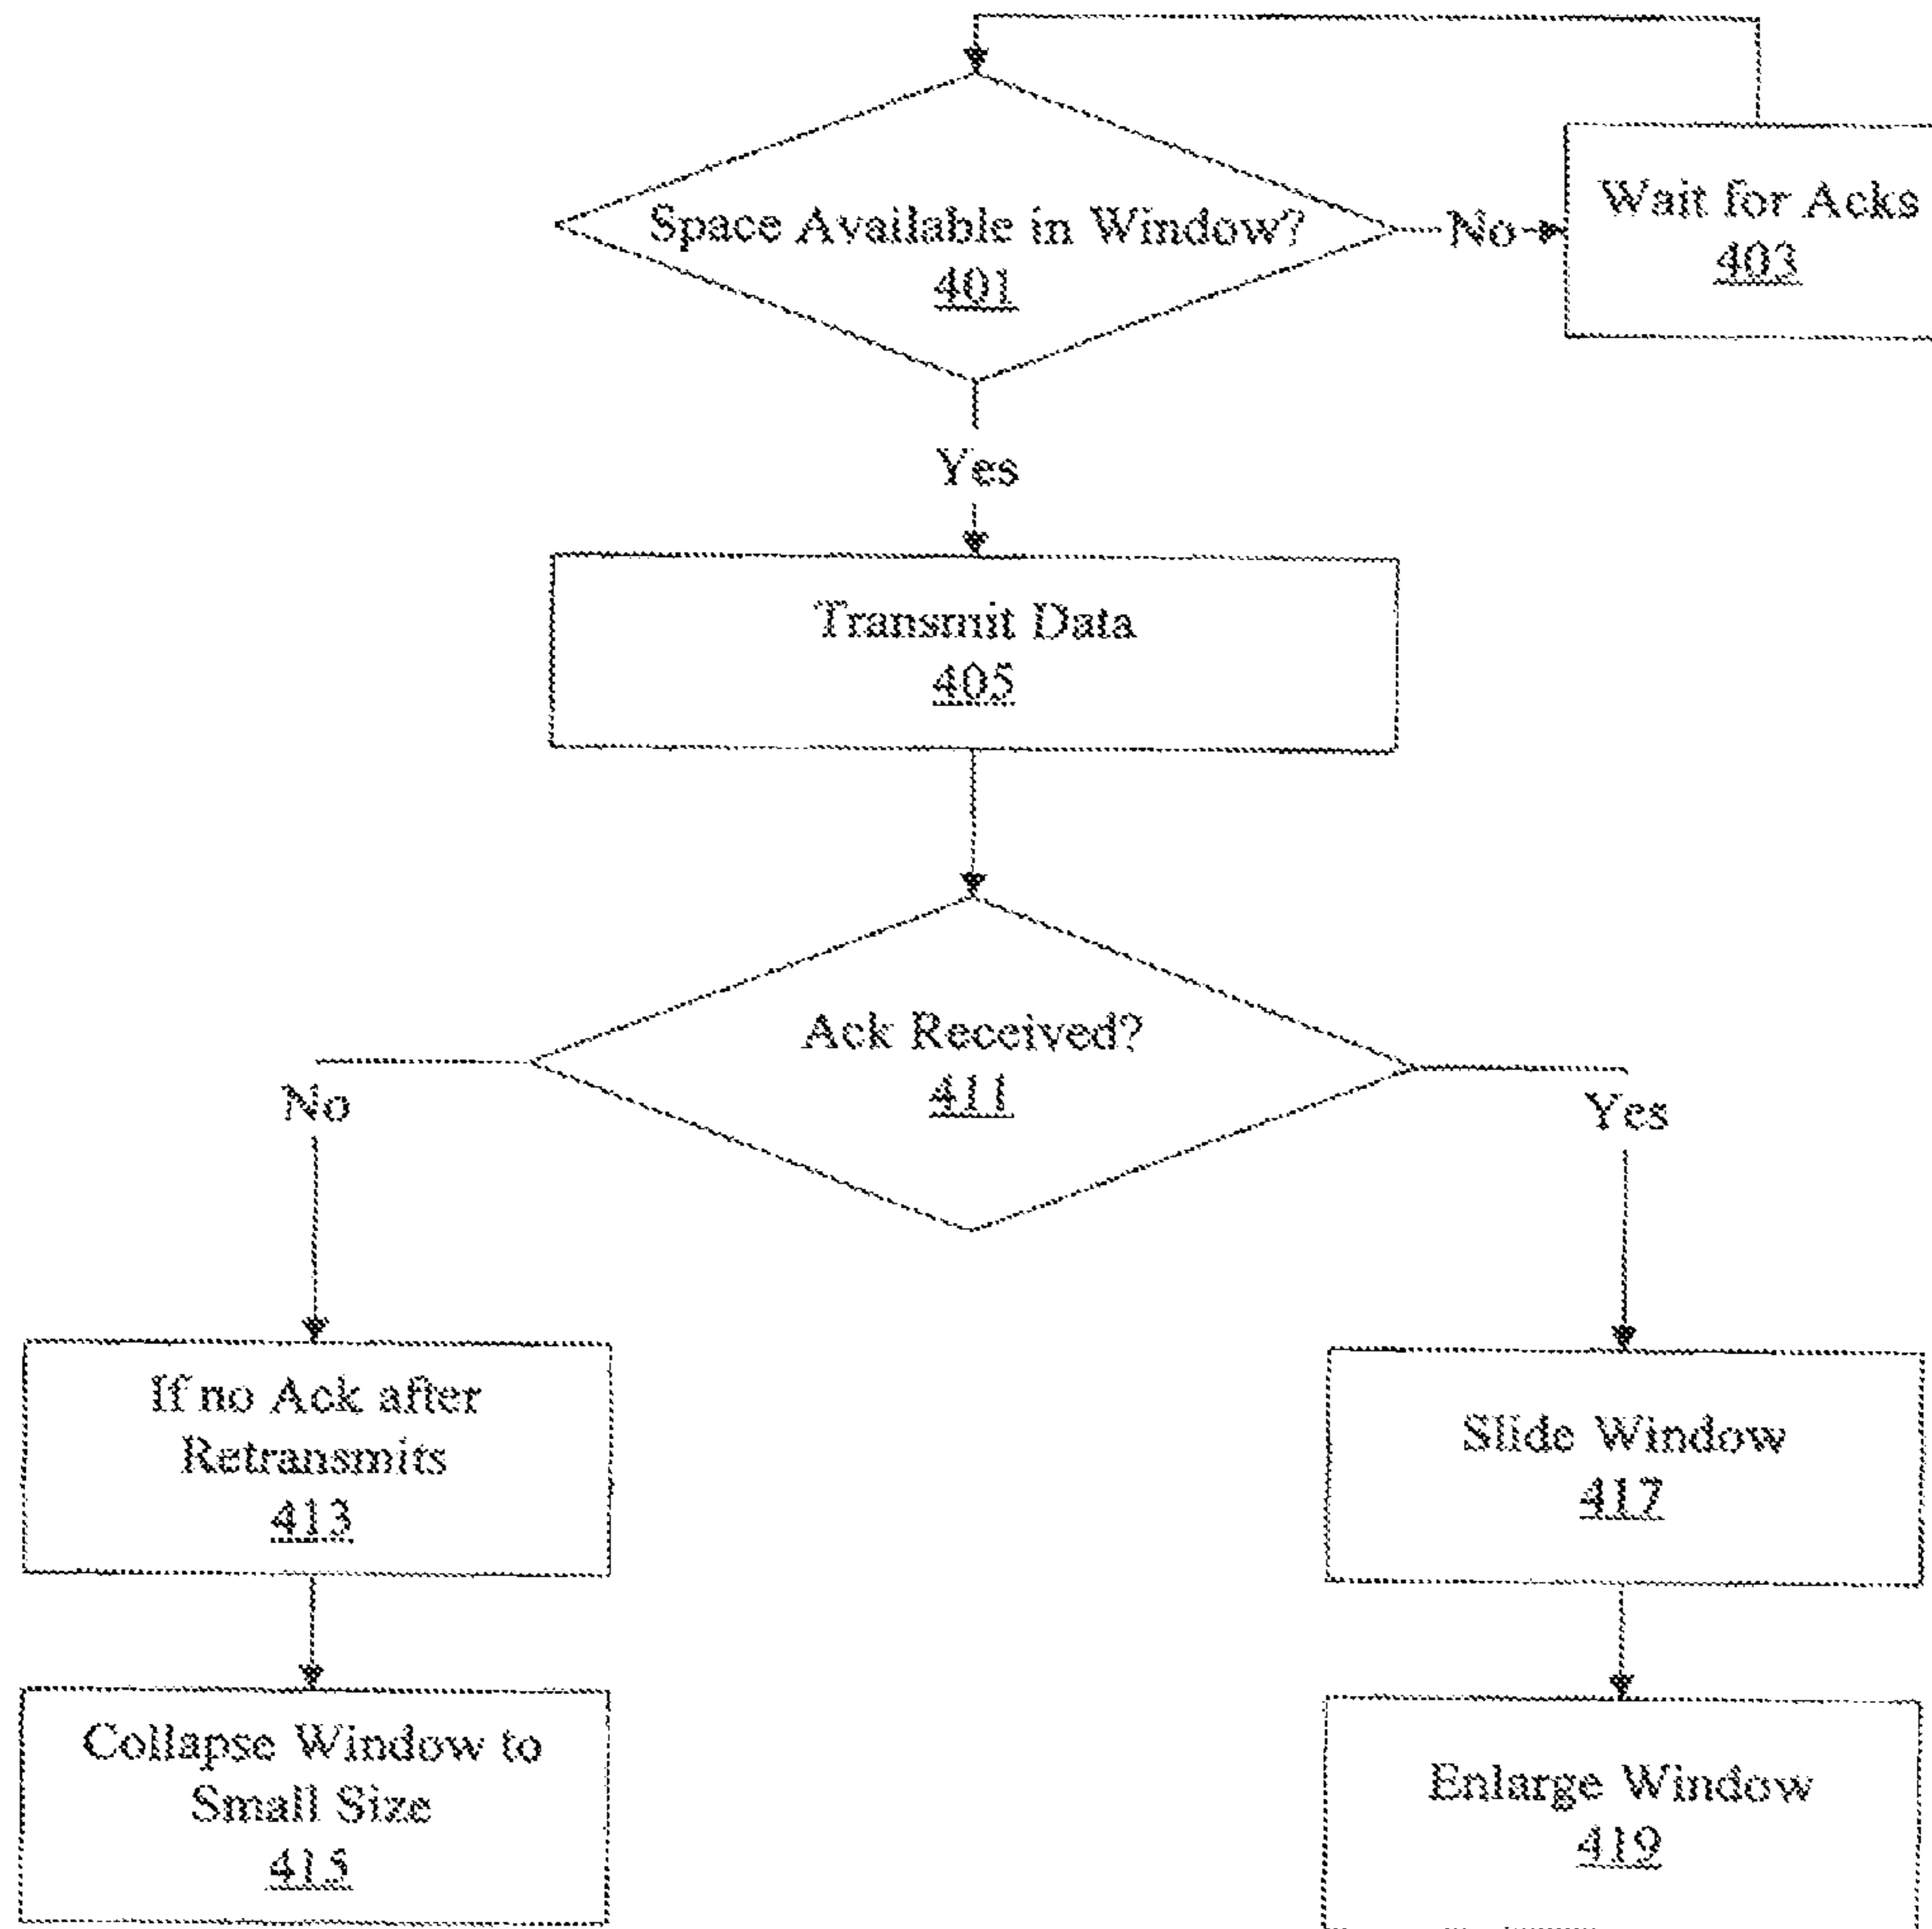 Space Available in Window?
401
No
Wait for Acks
403
Yes
Transmit Data
405
Ack Received?
411
No
Yes
If no Ack after
Retransmits
413
Slide Window
417
Collapse Window to
Small Size
415
Enlarge Window
419